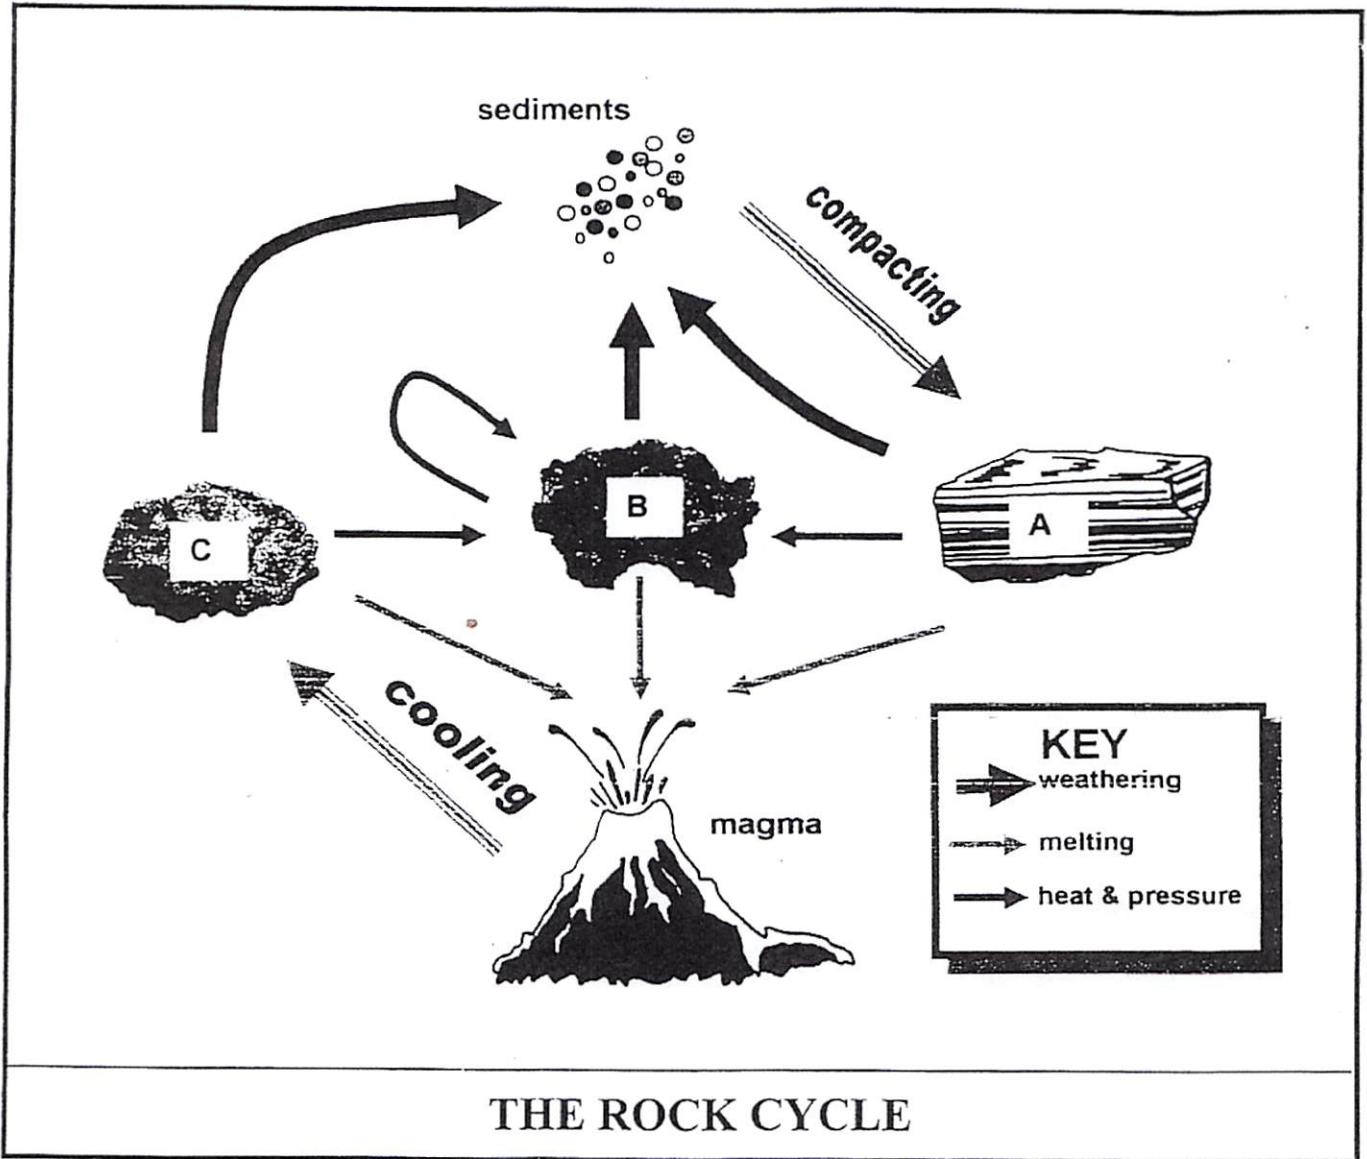 sediments
compacting
B
A
C
cooling
magma
KEY
weathering
melting
heat & pressure
THE ROCK CYCLE